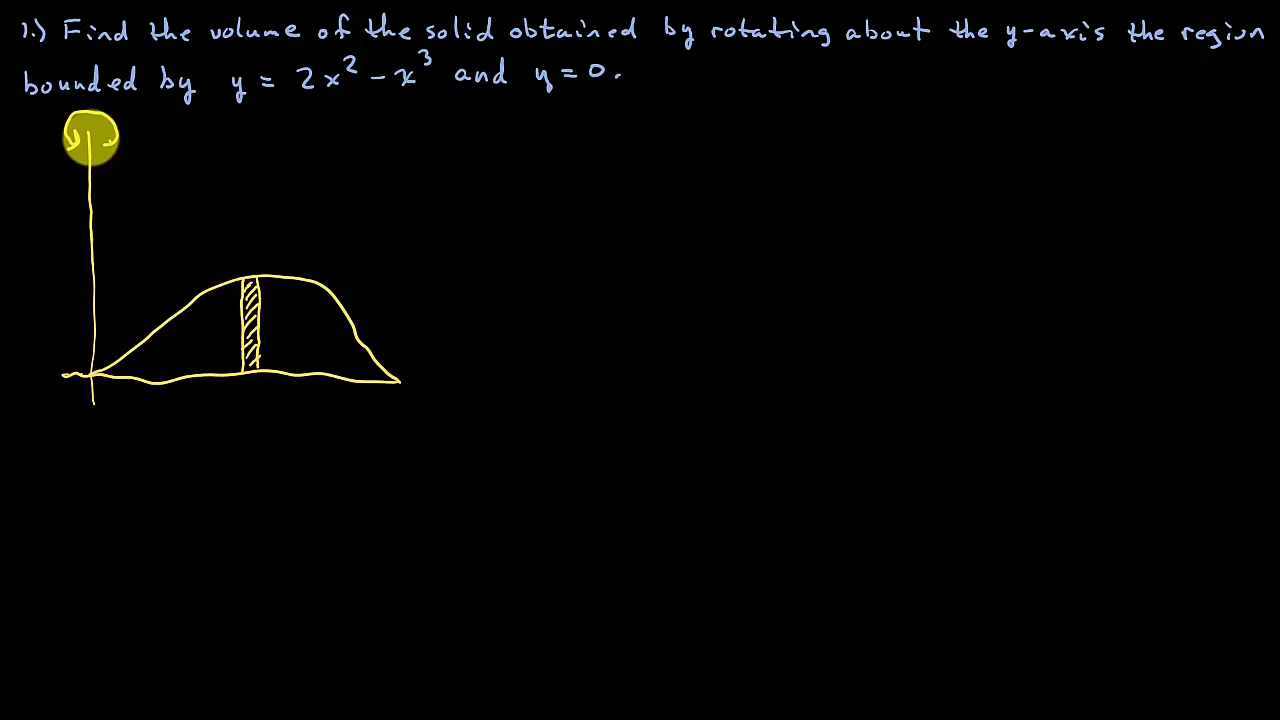 1.) Find the volume of the solid obtained by rotating about the y-axis the region
bounded by y = 2x² - x³ and y = 0.